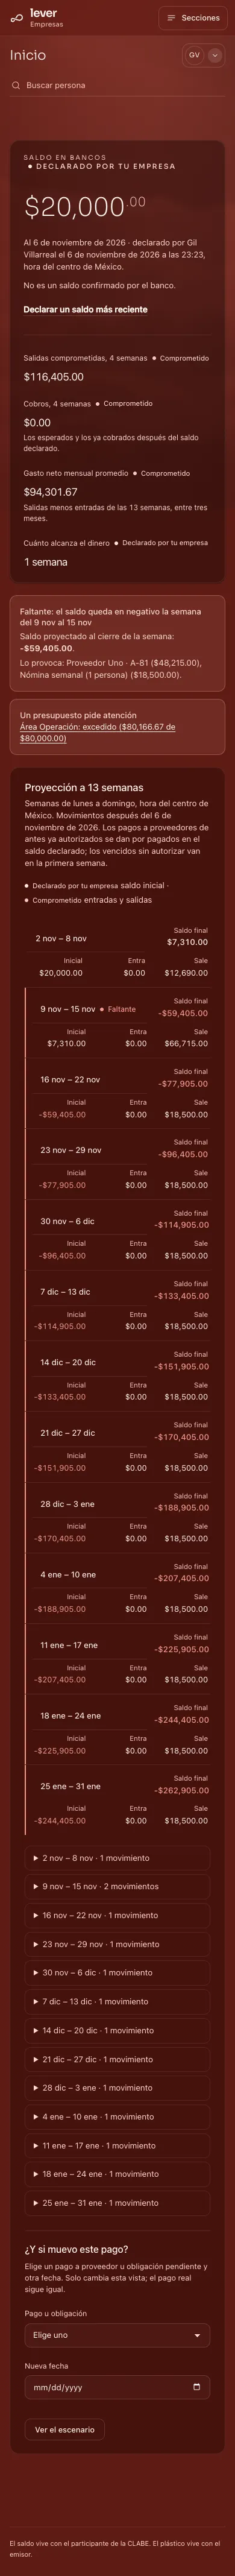 lever
Empresas
Secciones
Inicio
GV
Buscar persona
SALDO EN BANCOS
DECLARADO POR TU EMPRESA
$20,000.00
Al 6 de noviembre de 2026 · declarado por Gil
Villarreal el 6 de noviembre de 2026 a las 23:23,
hora del centro de México.
No es un saldo confirmado por el banco.
Declarar un saldo más reciente
Salidas comprometidas, 4 semanas • Comprometido
$116,405.00
Cobros, 4 semanas • Comprometido
$0.00
Los esperados y los ya cobrados después del saldo
declarado.
Gasto neto mensual promedio • Comprometido
$94,301.67
Salidas menos entradas de las 13 semanas, entre tres
meses.
Cuánto alcanza el dinero • Declarado por tu empresa
1 semana
Faltante: el saldo queda en negativo la semana
del 9 nov al 15 nov
Saldo proyectado al cierre de la semana:
-$59,405.00.
Lo provoca: Proveedor Uno · A-81 ($48,215.00),
Nómina semanal (1 persona) ($18,500.00).
Un presupuesto pide atención
Área Operación: excedido ($80,166.67 de
$80,000.00)
Proyección a 13 semanas
Semanas de lunes a domingo, hora del centro de
México. Movimientos después del 6 de
noviembre de 2026. Los pagos a proveedores de
antes ya autorizados se dan por pagados en el
saldo declarado; los vencidos sin autorizar van
en la primera semana.
• Declarado por tu empresa saldo inicial ·
• Comprometido entradas y salidas
2 nov – 8 nov
Saldo final
$7,310.00
Inicial Entra Sale
$20,000.00 $0.00 $12,690.00
9 nov – 15 nov • Faltante
Saldo final
-$59,405.00
Inicial Entra Sale
$7,310.00 $0.00 $66,715.00
16 nov – 22 nov
Saldo final
-$77,905.00
Inicial Entra Sale
-$59,405.00 $0.00 $18,500.00
23 nov – 29 nov
Saldo final
-$96,405.00
Inicial Entra Sale
-$77,905.00 $0.00 $18,500.00
30 nov – 6 dic
Saldo final
-$114,905.00
Inicial Entra Sale
-$96,405.00 $0.00 $18,500.00
7 dic – 13 dic
Saldo final
-$133,405.00
Inicial Entra Sale
-$114,905.00 $0.00 $18,500.00
14 dic – 20 dic
Saldo final
-$151,905.00
Inicial Entra Sale
-$133,405.00 $0.00 $18,500.00
21 dic – 27 dic
Saldo final
-$170,405.00
Inicial Entra Sale
-$151,905.00 $0.00 $18,500.00
28 dic – 3 ene
Saldo final
-$188,905.00
Inicial Entra Sale
-$170,405.00 $0.00 $18,500.00
4 ene – 10 ene
Saldo final
-$207,405.00
Inicial Entra Sale
-$188,905.00 $0.00 $18,500.00
11 ene – 17 ene
Saldo final
-$225,905.00
Inicial Entra Sale
-$207,405.00 $0.00 $18,500.00
18 ene – 24 ene
Saldo final
-$244,405.00
Inicial Entra Sale
-$225,905.00 $0.00 $18,500.00
25 ene – 31 ene
Saldo final
-$262,905.00
Inicial Entra Sale
-$244,405.00 $0.00 $18,500.00
2 nov – 8 nov · 1 movimiento
9 nov – 15 nov · 2 movimientos
16 nov – 22 nov · 1 movimiento
23 nov – 29 nov · 1 movimiento
30 nov – 6 dic · 1 movimiento
7 dic – 13 dic · 1 movimiento
14 dic – 20 dic · 1 movimiento
21 dic – 27 dic · 1 movimiento
28 dic – 3 ene · 1 movimiento
4 ene – 10 ene · 1 movimiento
11 ene – 17 ene · 1 movimiento
18 ene – 24 ene · 1 movimiento
25 ene – 31 ene · 1 movimiento
¿Y si muevo este pago?
Elige un pago a proveedor u obligación pendiente y
otra fecha. Solo cambia esta vista; el pago real
sigue igual.
Pago u obligación
Elige uno
Nueva fecha
mm/dd/yyyy
Ver el escenario
El saldo vive con el participante de la CLABE. El plástico vive con el
emisor.